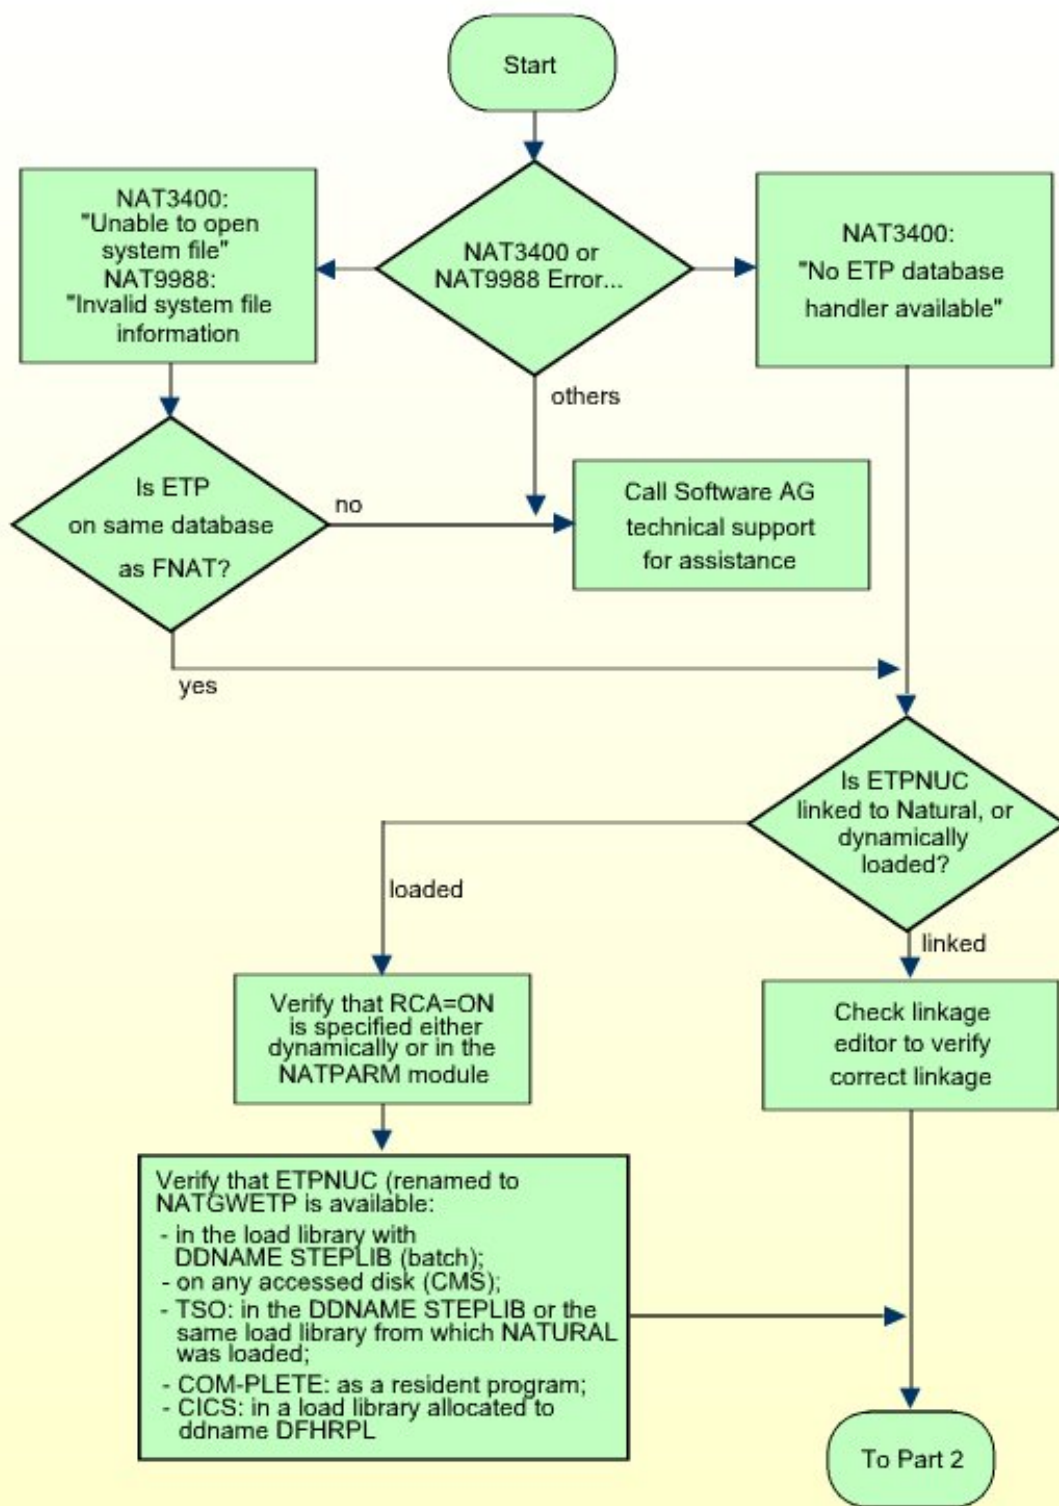 Start
NAT3400 or
NAT9988 Error...
NAT3400:
"Unable to open
system file"
NAT9988:
"Invalid system file
information
NAT3400:
"No ETP database
handler available"
others
Is ETP
on same database
as FNAT?
no
Call Software AG
technical support
for assistance
yes
Is ETPNUC
linked to Natural, or
dynamically
loaded?
loaded
linked
Verify that RCA=ON
is specified either
dynamically or in the
NATPARM module
Check linkage
editor to verify
correct linkage
Verify that ETPNUC (renamed to
NATGWETP is available:
- in the load library with
DDNAME STEPLIB (batch);
- on any accessed disk (CMS);
- TSO: in the DDNAME STEPLIB or the
same load library from which NATURAL
was loaded;
- COM-PLETE: as a resident program;
- CICS: in a load library allocated to
ddname DFHRPL
To Part 2